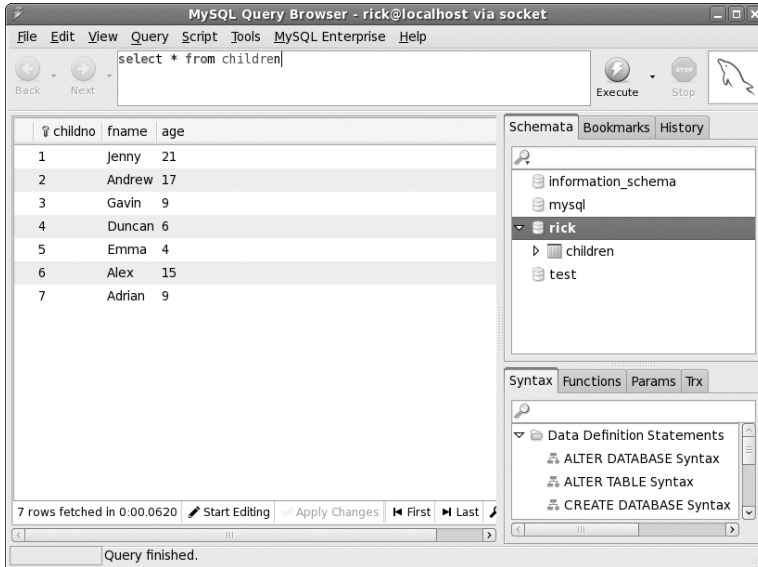 MySQL Query Browser - rick@localhost via socket
File Edit View Query Script Tools MySQL Enterprise Help
Back Next
select * from children
Execute STOP Stop
childno fname age
1 Jenny 21
2 Andrew 17
3 Gavin 9
4 Duncan 6
5 Emma 4
6 Alex 15
7 Adrian 9
7 rows fetched in 0:00.0620 Start Editing Apply Changes First Last
Schemata Bookmarks History
information_schema
mysql
rick
children
test
Syntax Functions Params Trx
Data Definition Statements
ALTER DATABASE Syntax
ALTER TABLE Syntax
CREATE DATABASE Syntax
Query finished.